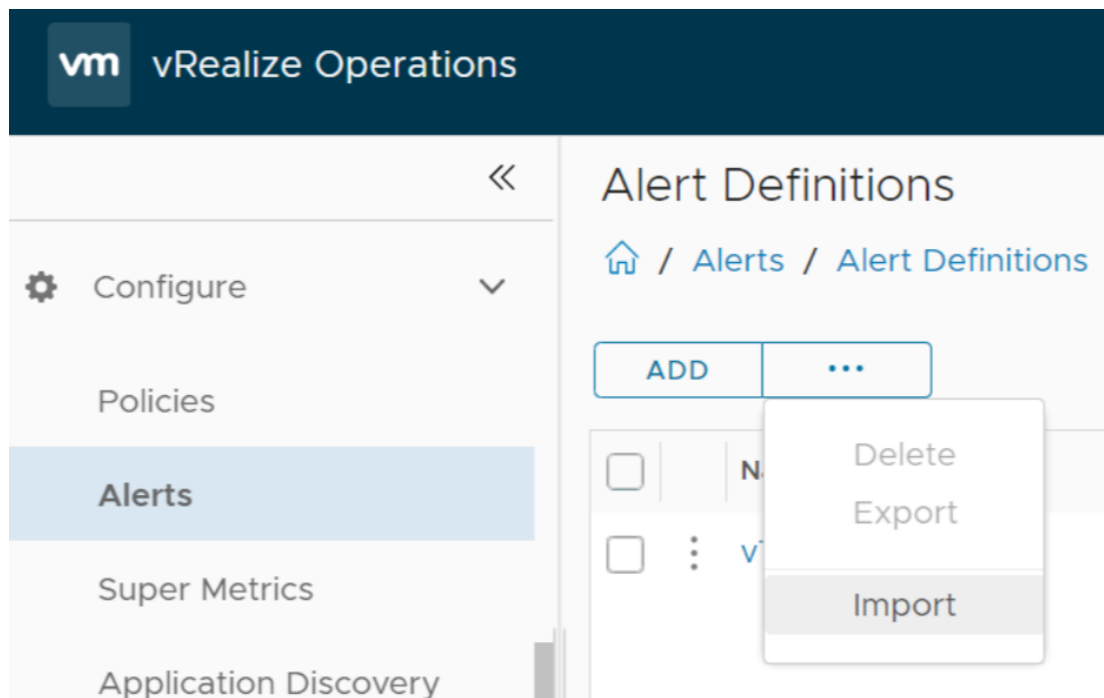 vm vRealize Operations
Alert Definitions
/ Alerts / Alert Definitions
Configure
Policies
Alerts
Super Metrics
Application Discovery
ADD ...
Delete
Export
Import